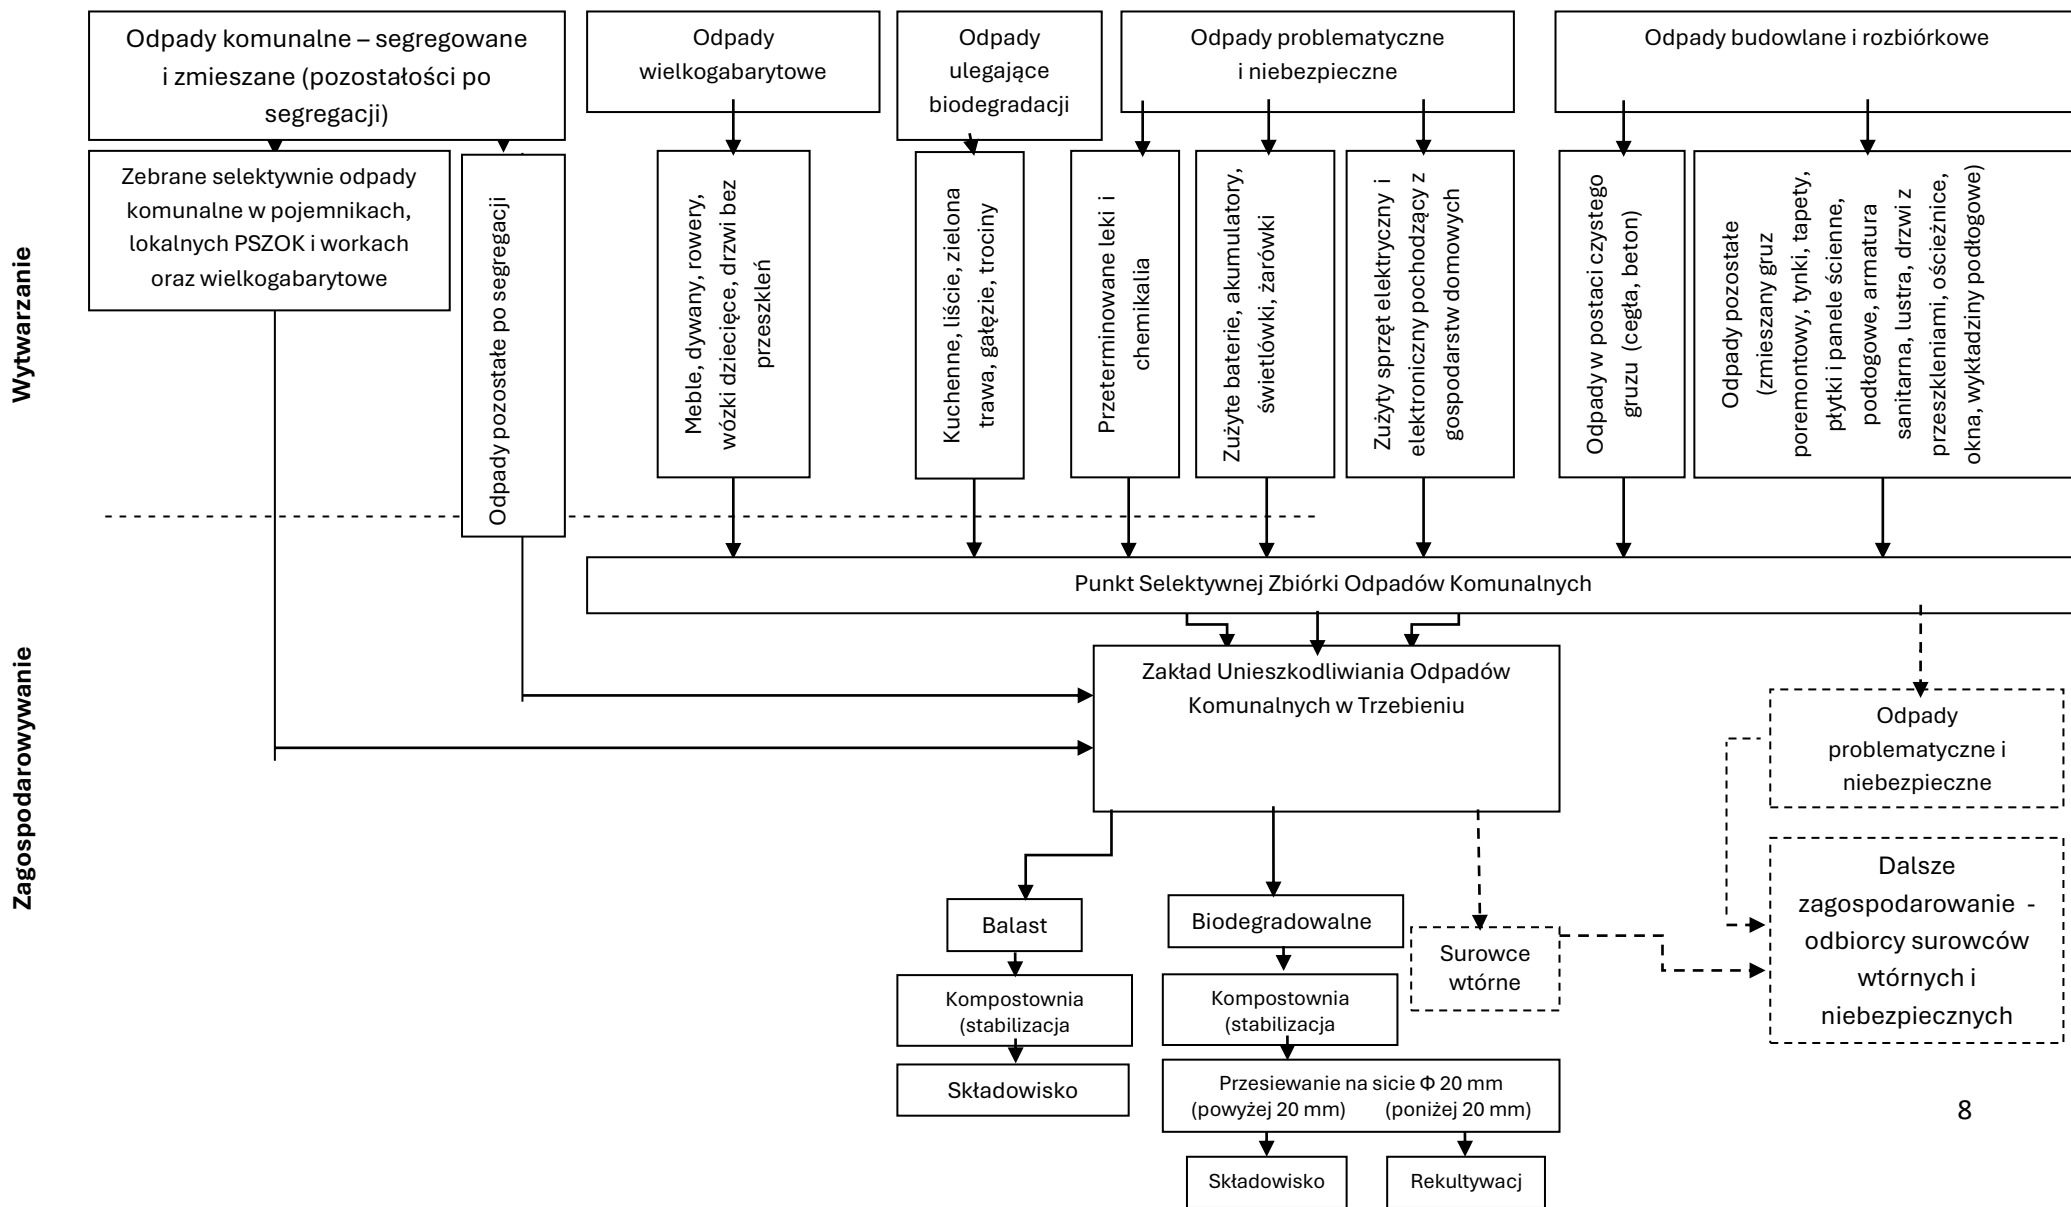 Odpady komunalne – segregowane
i zmieszane (pozostałości po
segregacji)
Odpady
wielkogabarytowe
Odpady
ulegające
biodegradacji
Odpady problematyczne
i niebezpieczne
Odpady budowlane i rozbiórkowe
Wytwarzanie
Zebrane selektywnie odpady
komunalne w pojemnikach,
lokalnych PSZOK i workach
oraz wielkogabarytowe
Odpady pozostałe po segregacji
Meble, dywany, rowery,
wózki dziecięce, drzwi bez
przeszkleń
Kuchenne, liście, zielona
trawa, gałęzie, trociny
Przeterminowane leki i
chemikalia
Zużyte baterie, akumulatory,
świetlówki, żarówki
Zużyty sprzęt elektryczny i
elektroniczny pochodzący z
gospodarstw domowych
Odpady w postaci czystego
gruzu (cegła, beton)
Odpady pozostałe
(zmieszany gruz
poremontowy, tynki, tapety,
płytki i panele ścienne,
podłogowe, armatura
sanitarna, lustra, drzwi z
przeszkleniami, ościeżnice,
okna, wykładziny podłogowe)
Punkt Selektywnej Zbiórki Odpadów Komunalnych
Zagospodarowywanie
Zakład Unieszkodliwiania Odpadów
Komunalnych w Trzebieniu
Odpady
problematyczne i
niebezpieczne
Balast
Biodegradowalne
Surowce
wtórne
Dalsze
zagospodarowanie -
odbiorcy surowców
wtórnych i
niebezpiecznych
Kompostownia
(stabilizacja
Kompostownia
(stabilizacja
Składowisko
Przesiewanie na sicie Φ 20 mm
(powyżej 20 mm) (poniżej 20 mm)
Składowisko
Rekultywacj
8